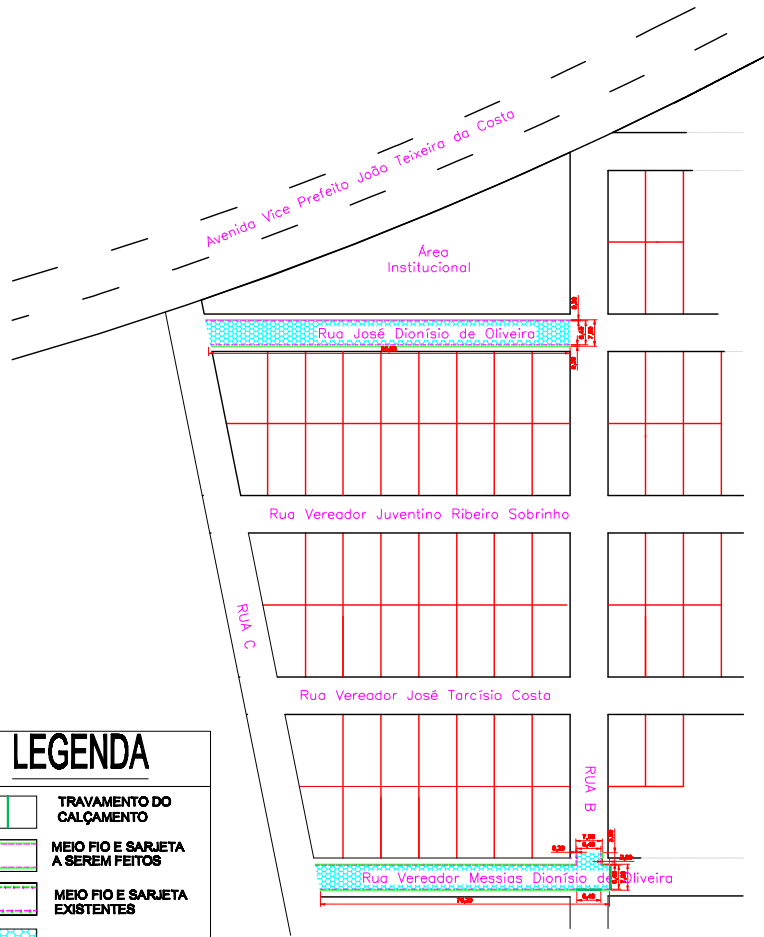 Avenida Vice Prefeito João Teixeira da Costa
Área
Institucional
Rua José Dionísio de Oliveira
Rua Vereador Juventino Ribeiro Sobrinho
RUA C
Rua Vereador José Tarcísio Costa
RUA B
Rua Vereador Messias Dionísio de Oliveira
LEGENDA
TRAVAMENTO DO
CALÇAMENTO
MEIO FIO E SARJETA
A SEREM FEITOS
MEIO FIO E SARJETA
EXISTENTES